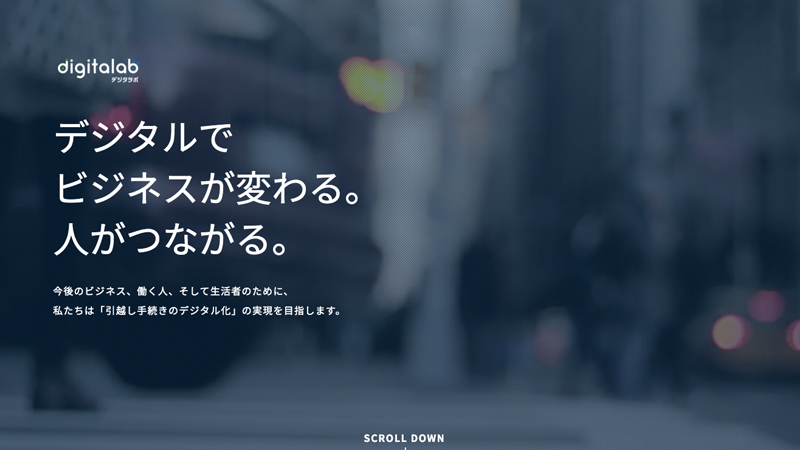 digitalab
デジタラボ
デジタルで
ビジネスが変わる。
人がつながる。
今後のビジネス、働く人、そして生活者のために、
私たちは「引越し手続きのデジタル化」の実現を目指します。
SCROLL DOWN